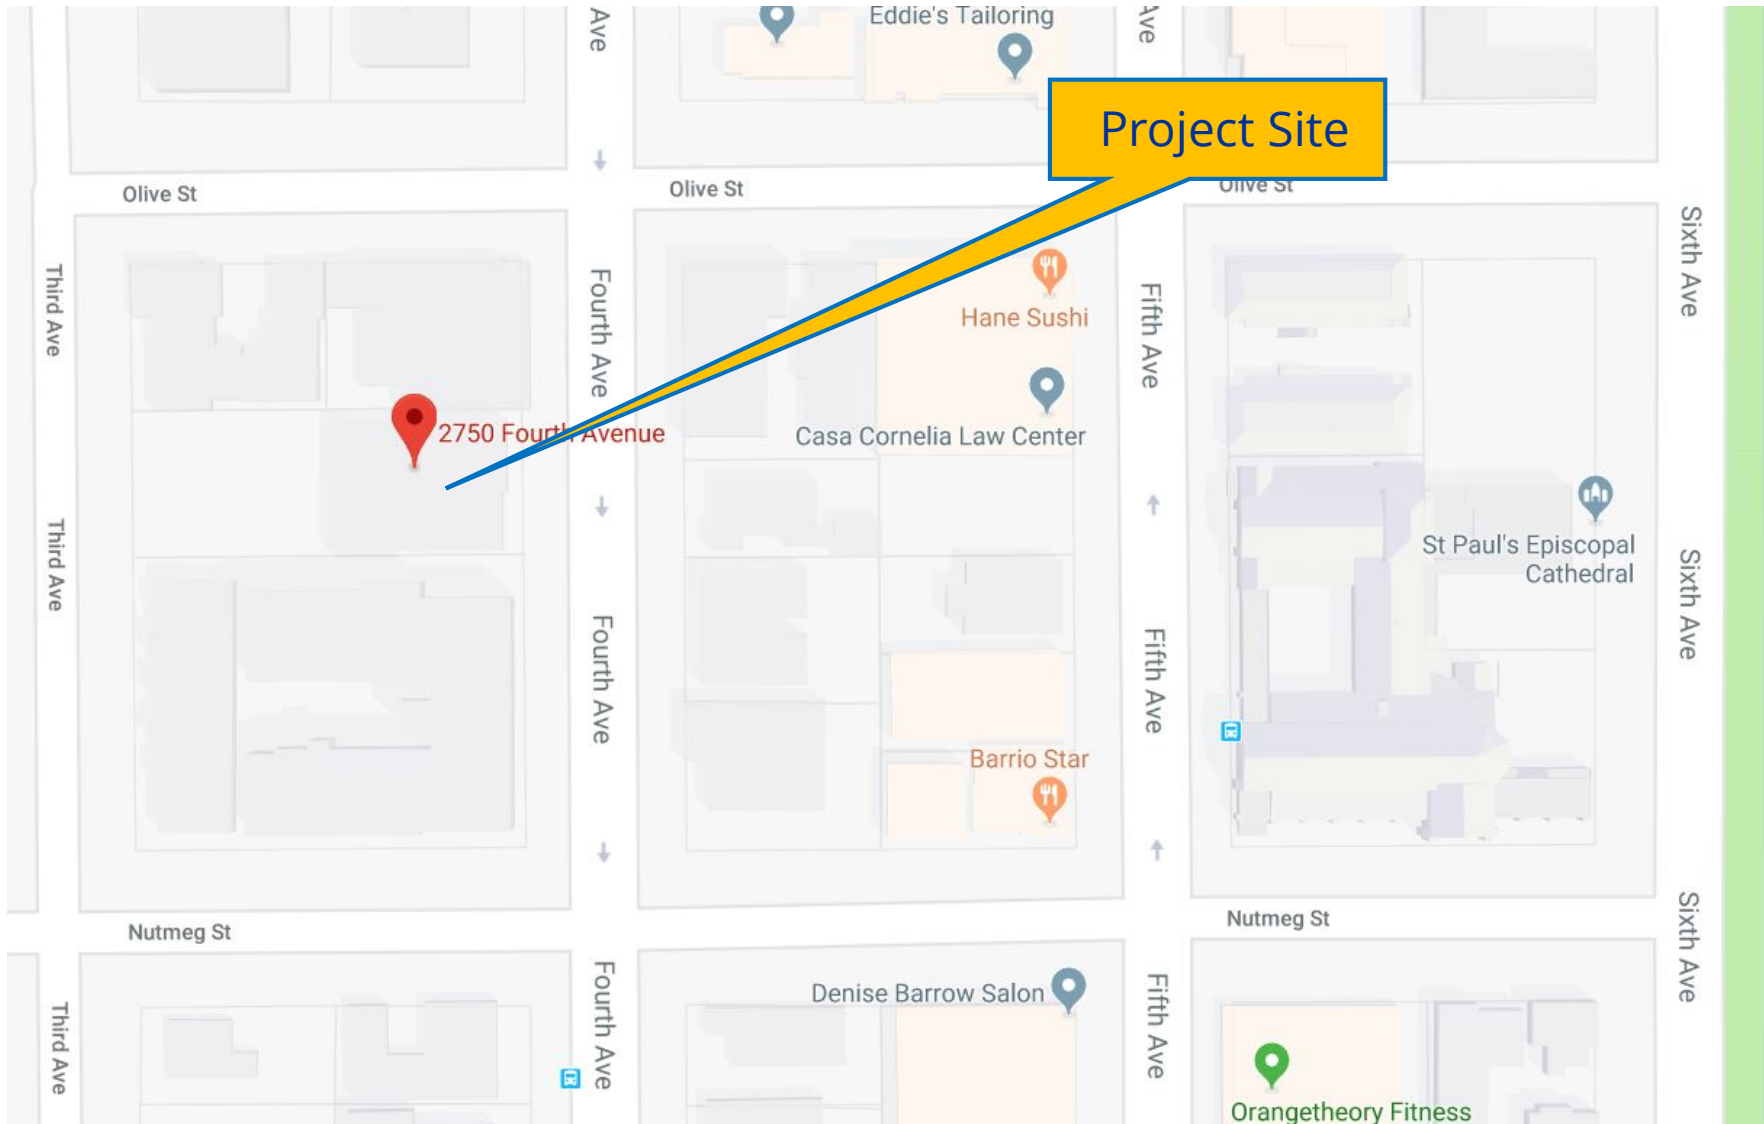 Ave
Eddie's Tailoring
Ave
Project Site
Olive St
Olive St
Olive St
Sixth Ave
Third Ave
Fourth Ave
Fifth Ave
Hane Sushi
2750 Fourth Avenue
Casa Cornelia Law Center
Third Ave
St Paul's Episcopal
Cathedral
Sixth Ave
Fourth Ave
Fifth Ave
Barrio Star
Nutmeg St
Nutmeg St
Sixth Ave
Denise Barrow Salon
Third Ave
Fourth Ave
Fifth Ave
Orangetheory Fitness